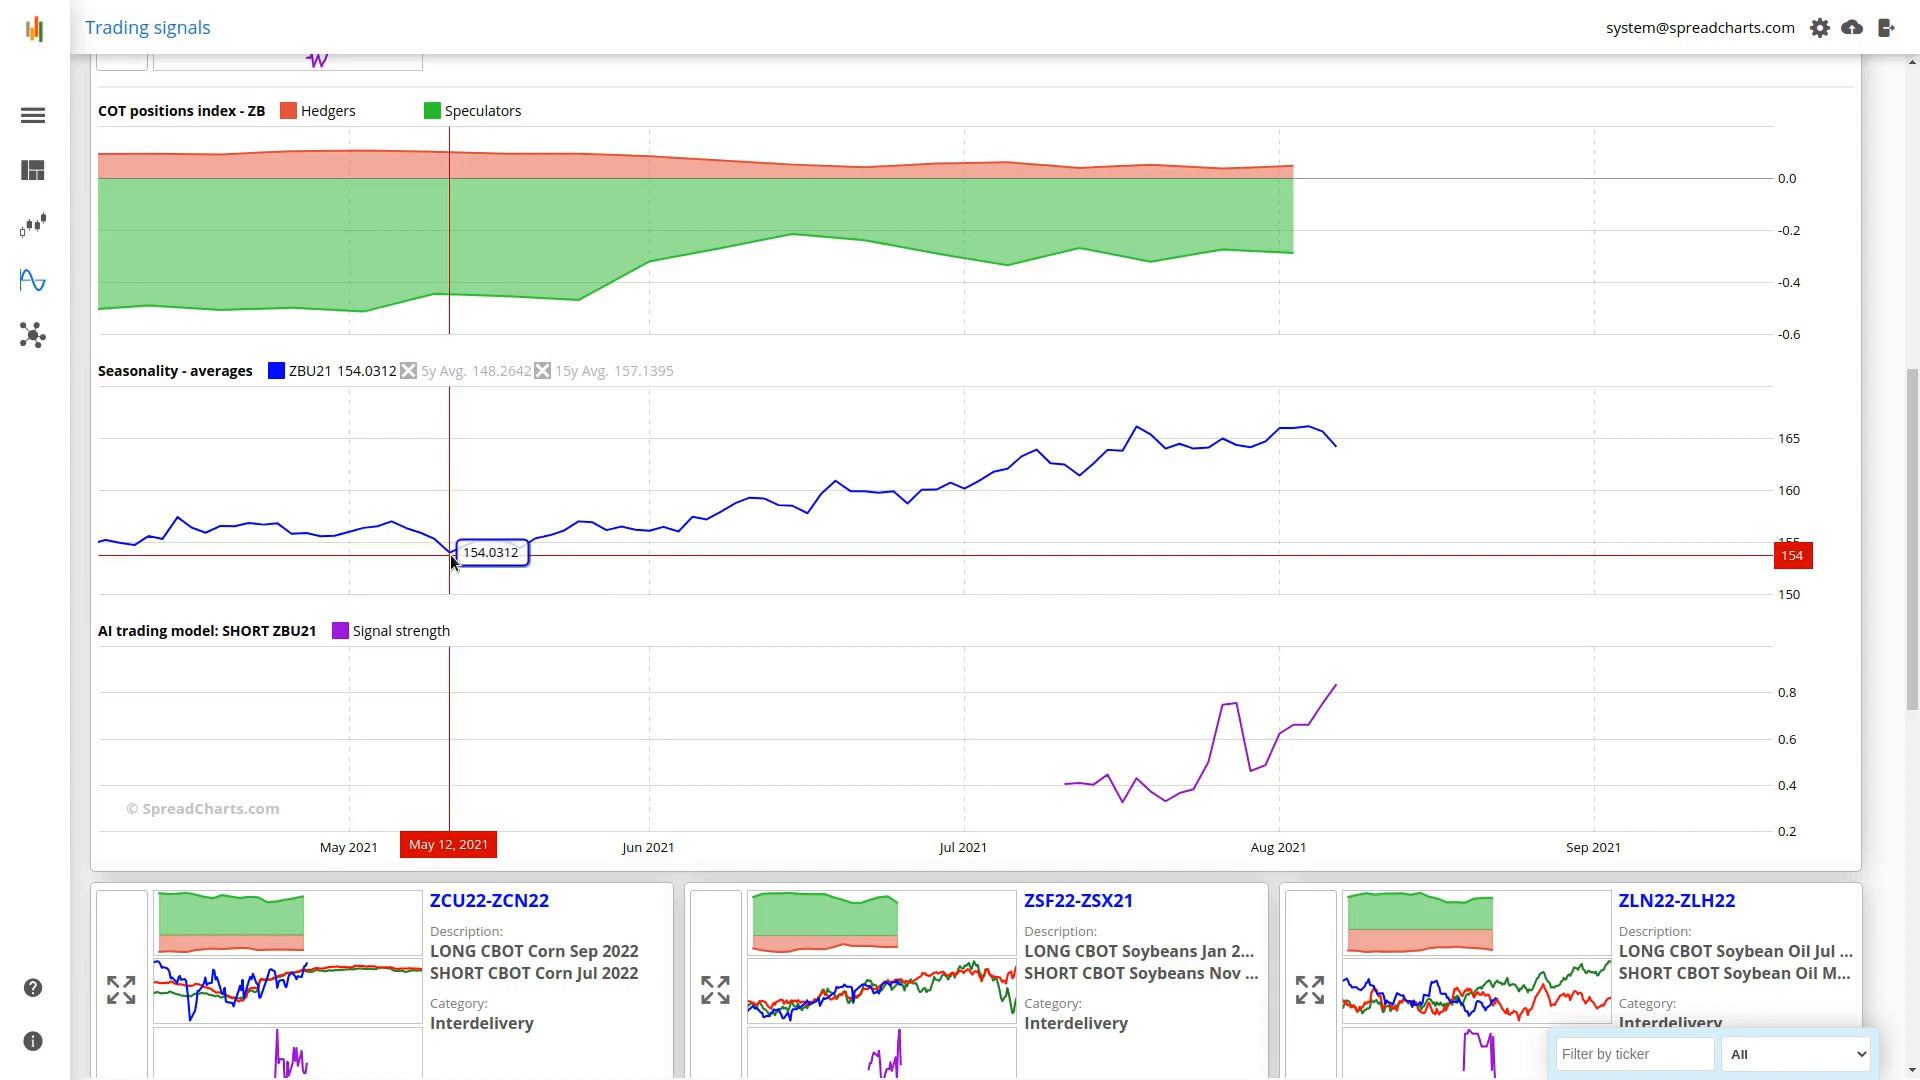 Trading signals
system@spreadcharts.com
COT positions index - ZB Hedgers Speculators
0.0
-0.2
-0.4
-0.6
Seasonality - averages ZBU21 154.0312 5y Avg. 148.2642 15y Avg. 157.1395
165
160
155
154.0312
154
150
AI trading model: SHORT ZBU21 Signal strength
0.8
0.6
0.4
0.2
© SpreadCharts.com
May 2021 May 12, 2021 Jun 2021 Jul 2021 Aug 2021 Sep 2021
ZCU22-ZCN22
Description:
LONG CBOT Corn Sep 2022
SHORT CBOT Corn Jul 2022
Category:
Interdelivery
ZSF22-ZSX21
Description:
LONG CBOT Soybeans Jan 2...
SHORT CBOT Soybeans Nov ...
Category:
Interdelivery
ZLN22-ZLH22
Description:
LONG CBOT Soybean Oil Jul ...
SHORT CBOT Soybean Oil M...
Category:
Interdelivery
Filter by ticker All